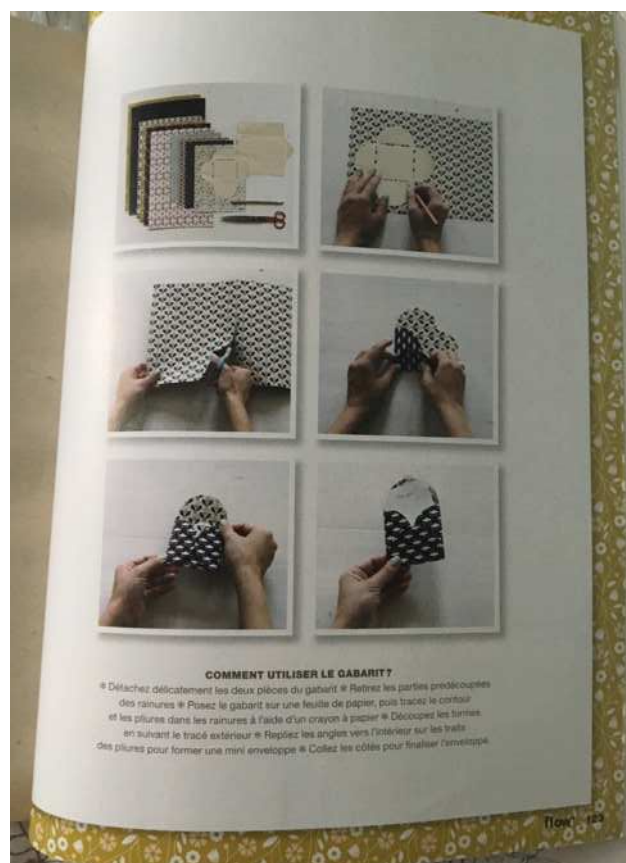 COMMENT UTILISER LE GABARIT?
❋ Détachez délicatement les deux pièces du gabarit ❋ Retirez les parties prédécoupées
des rainures ❋ Posez le gabarit sur une feuille de papier, puis tracez le contour
et les pliures dans les rainures à l'aide d'un crayon à papier ❋ Découpez les formes
en suivant le tracé extérieur ❋ Repliez les angles vers l'intérieur sur les traits
des pliures pour former une mini enveloppe ❋ Collez les côtés pour finaliser l'enveloppe.
flow 123